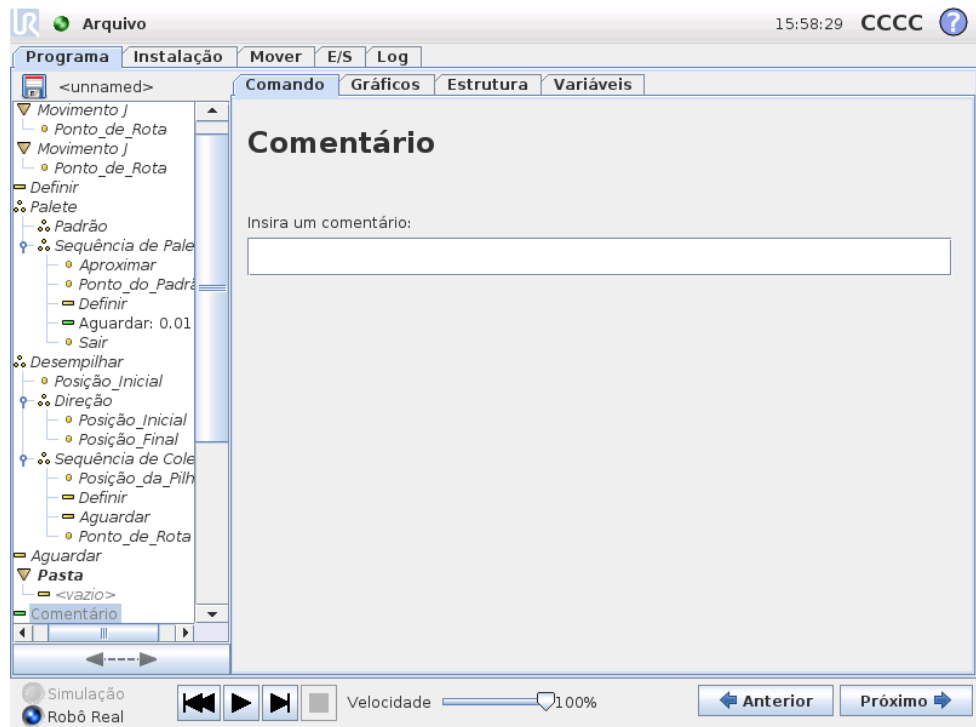 UR Arquivo 15:58:29 CCCC ?
Programa Instalação Mover E/S Log
<unnamed> Comando Gráficos Estrutura Variáveis
Movimento J
Ponto_de_Rota
Movimento J
Ponto_de_Rota
Definir
Palete
Padrão
Sequência de Pale
Aproximar
Ponto_do_Padrã
Definir
Aguardar: 0.01
Sair
Desempilhar
Posição_Inicial
Direção
Posição_Inicial
Posição_Final
Sequência de Cole
Posição_da_Pilh
Definir
Aguardar
Ponto_de_Rota
Aguardar
Pasta
<vazio>
Comentário
Comentário
Insira um comentário:
Simulação
Robô Real
Velocidade 100%
Anterior Próximo